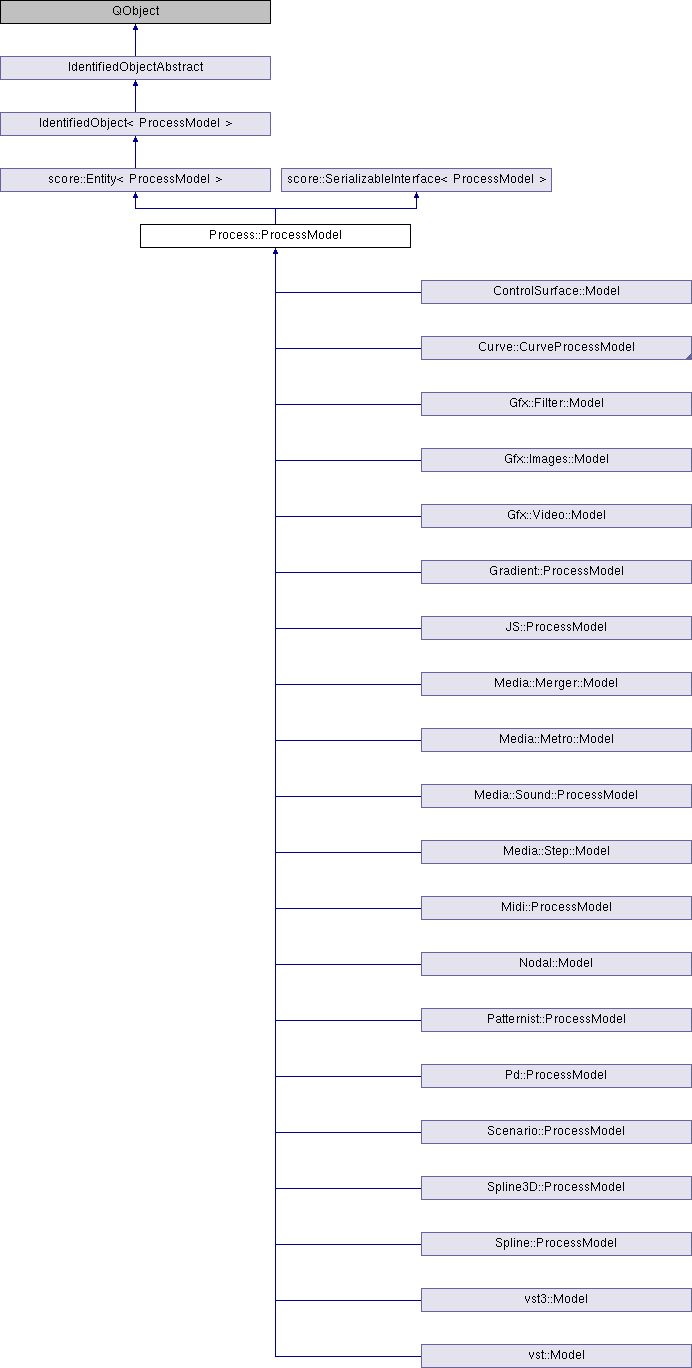 QObject
IdentifiedObjectAbstract
IdentifiedObject< ProcessModel >
score::Entity< ProcessModel >
score::SerializableInterface< ProcessModel >
Process::ProcessModel
ControlSurface::Model
Curve::CurveProcessModel
Gfx::Filter::Model
Gfx::Images::Model
Gfx::Video::Model
Gradient::ProcessModel
JS::ProcessModel
Media::Merger::Model
Media::Metro::Model
Media::Sound::ProcessModel
Media::Step::Model
Midi::ProcessModel
Nodal::Model
Patternist::ProcessModel
Pd::ProcessModel
Scenario::ProcessModel
Spline3D::ProcessModel
Spline::ProcessModel
vst3::Model
vst::Model